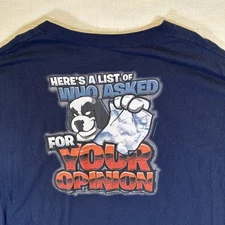 HERE'S A LIST OF
WHO ASKED
FOR
YOUR
OPINION